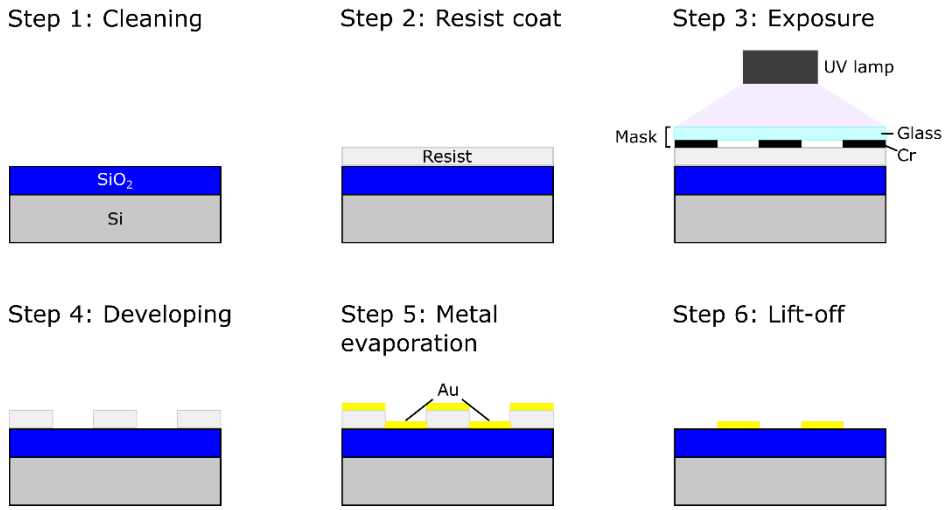 Step 1: Cleaning
Step 2: Resist coat
Step 3: Exposure
UV lamp
Mask
Glass
Cr
Resist
SiO₂
Si
Step 4: Developing
Step 5: Metal
evaporation
Step 6: Lift-off
Au